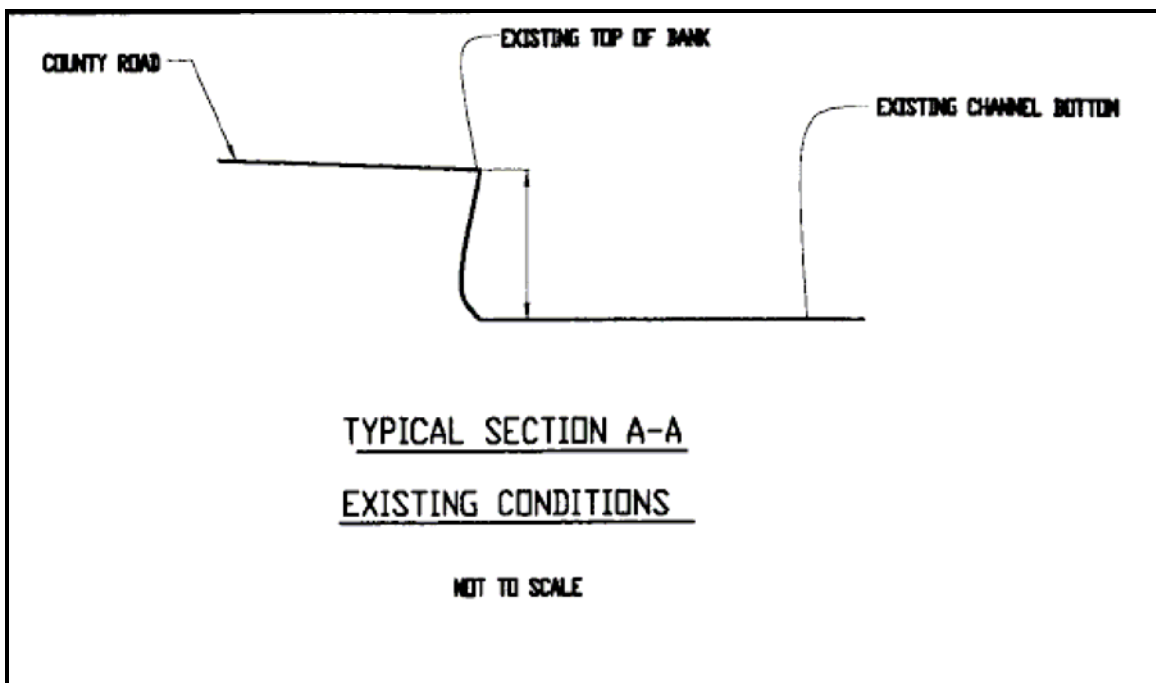 EXISTING TOP OF BANK
COUNTY ROAD
EXISTING CHANNEL BOTTOM
TYPICAL SECTION A-A
EXISTING CONDITIONS
NOT TO SCALE